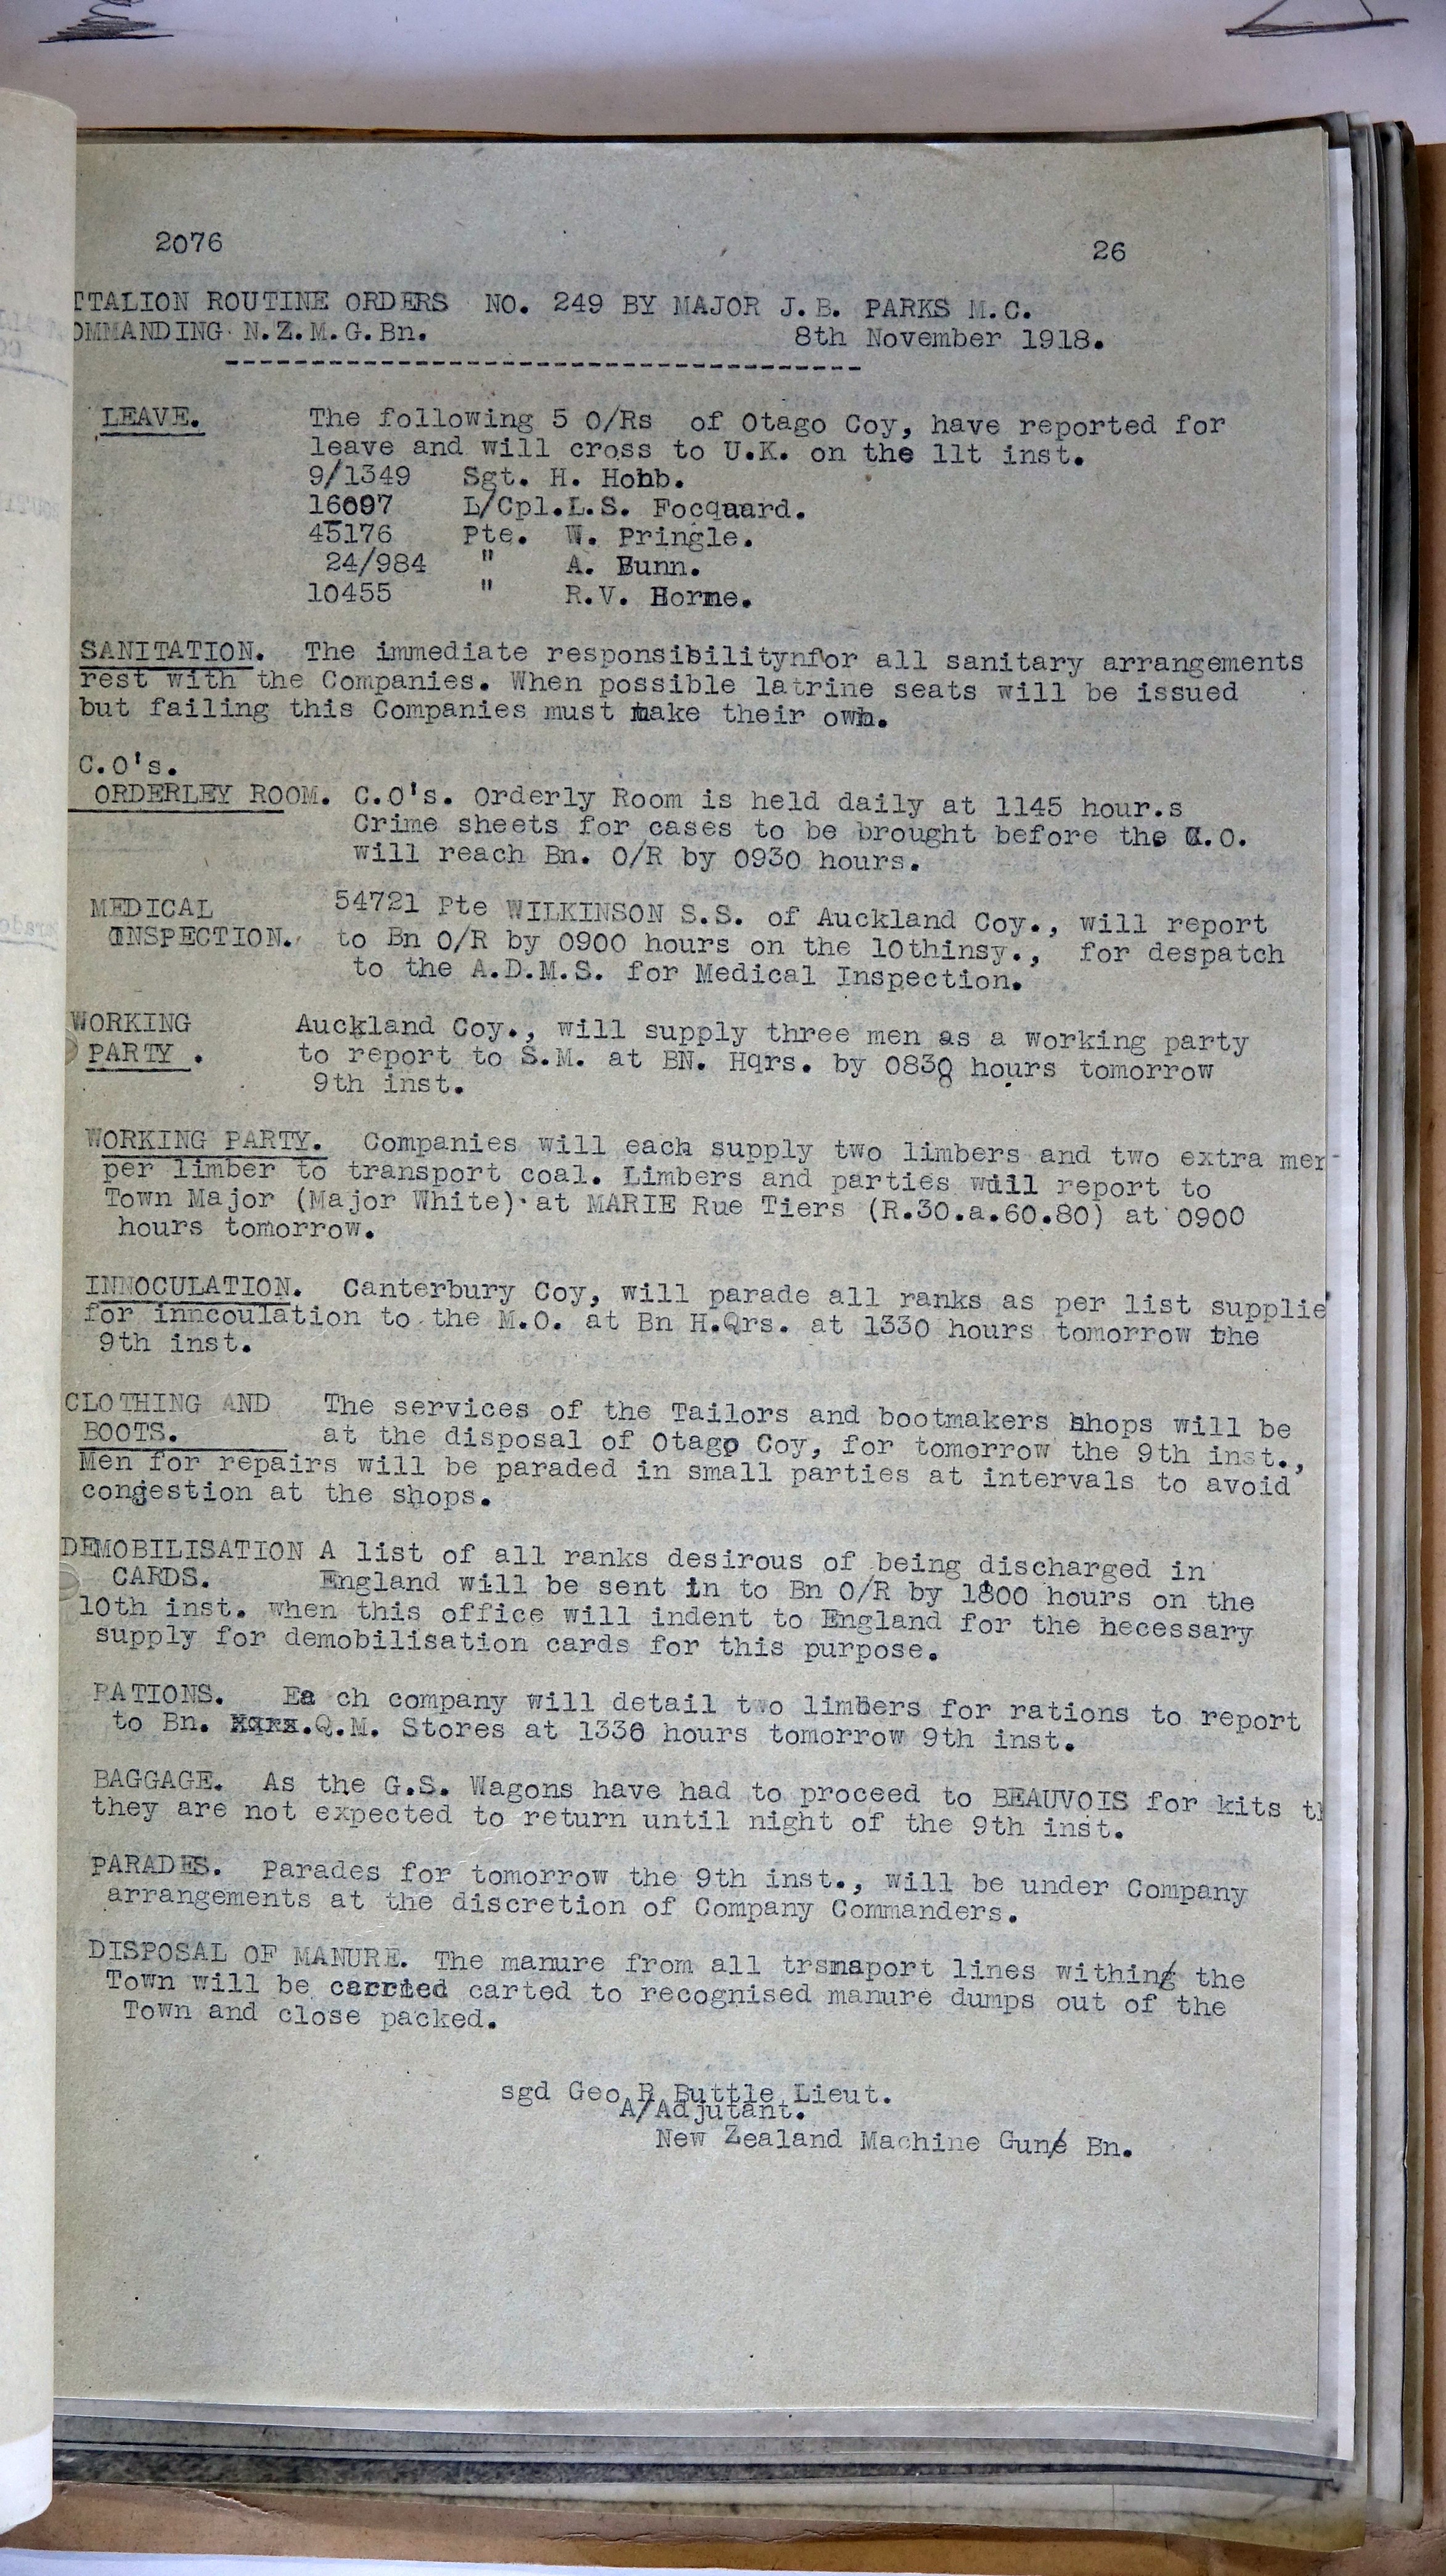 2076 26
TTALION ROUTINE ORDERS NO. 249 BY MAJOR J.B. PARKS M.C.
OMMANDING N.Z.M.G.Bn. 8th November 1918.
LEAVE. The following 5 O/Rs of Otago Coy, have reported for
leave and will cross to U.K. on the 11t inst.
9/1349 Sgt. H. Hobb.
16097 L/Cpl.L.S. Focquard.
45176 Pte. W. Pringle.
24/984 " A. Bunn.
10455 " R.V. Horne.
SANITATION. The immediate responsibilitynfor all sanitary arrangements
rest with the Companies. When possible latrine seats will be issued
but failing this Companies must make their own.
C.O's.
ORDERLEY ROOM. C.O's. Orderly Room is held daily at 1145 hour.s
Crime sheets for cases to be brought before the C.O.
will reach Bn. O/R by 0930 hours.
MEDICAL 54721 Pte WILKINSON S.S. of Auckland Coy., will report
INSPECTION. to Bn O/R by 0900 hours on the 10thinsy., for despatch
to the A.D.M.S. for Medical Inspection.
WORKING Auckland Coy., will supply three men as a working party
PARTY . to report to S.M. at BN. Hqrs. by 0830 hours tomorrow
9th inst.
WORKING PARTY. Companies will each supply two limbers and two extra men
per limber to transport coal. Limbers and parties will report to
Town Major (Major White) at MARIE Rue Tiers (R.30.a.60.80) at 0900
hours tomorrow.
INNOCULATION. Canterbury Coy, will parade all ranks as per list supplie
for inncoulation to the M.O. at Bn H.Qrs. at 1330 hours tomorrow the
9th inst.
CLOTHING AND The services of the Tailors and bootmakers shops will be
BOOTS. at the disposal of Otago Coy, for tomorrow the 9th inst.,
Men for repairs will be paraded in small parties at intervals to avoid
congestion at the shops.
DEMOBILISATION A list of all ranks desirous of being discharged in
CARDS. England will be sent in to Bn O/R by 1800 hours on the
10th inst. when this office will indent to England for the necessary
supply for demobilisation cards for this purpose.
RATIONS. Ea ch company will detail two limbers for rations to report
to Bn. Q.M. Stores at 1330 hours tomorrow 9th inst.
BAGGAGE. As the G.S. Wagons have had to proceed to BEAUVOIS for kits th
they are not expected to return until night of the 9th inst.
PARADES. Parades for tomorrow the 9th inst., will be under Company
arrangements at the discretion of Company Commanders.
DISPOSAL OF MANURE. The manure from all trsmaport lines within the
Town will be carried carted to recognised manure dumps out of the
Town and close packed.
sgd Geo R Buttle Lieut.
A/Adjutant.
New Zealand Machine Gun Bn.